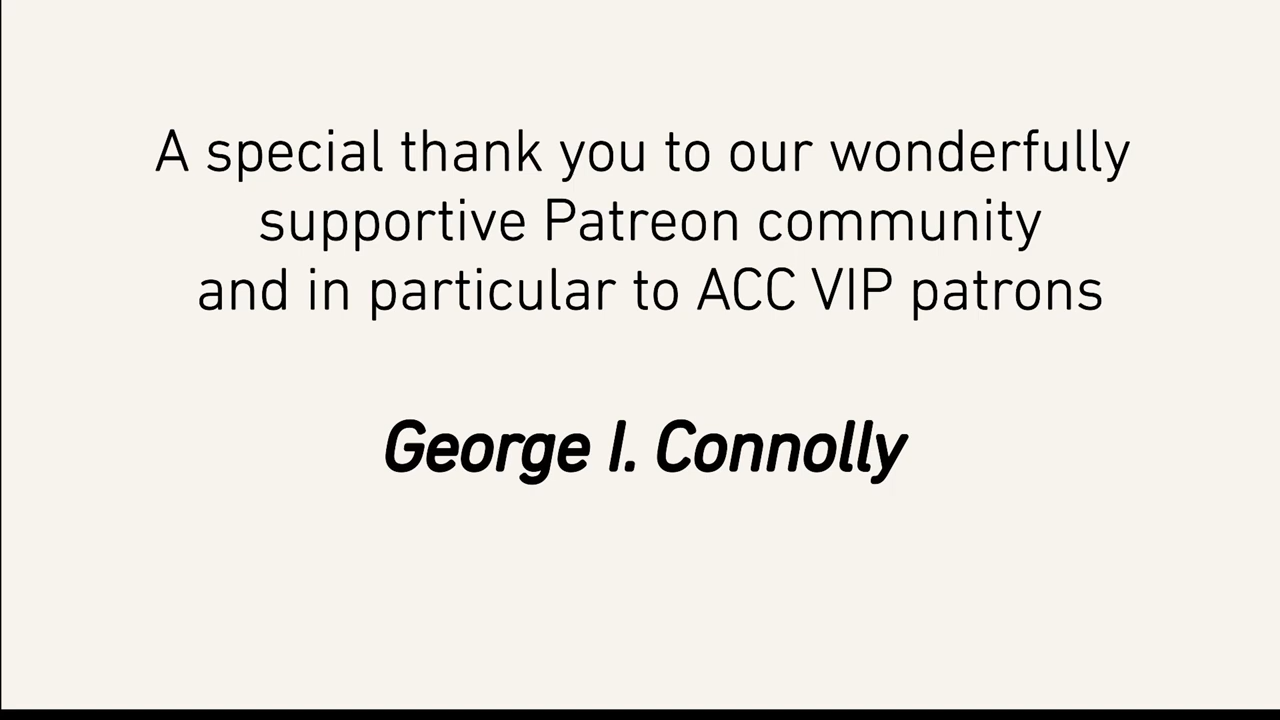 A special thank you to our wonderfully
supportive Patreon community
and in particular to ACC VIP patrons
George I. Connolly